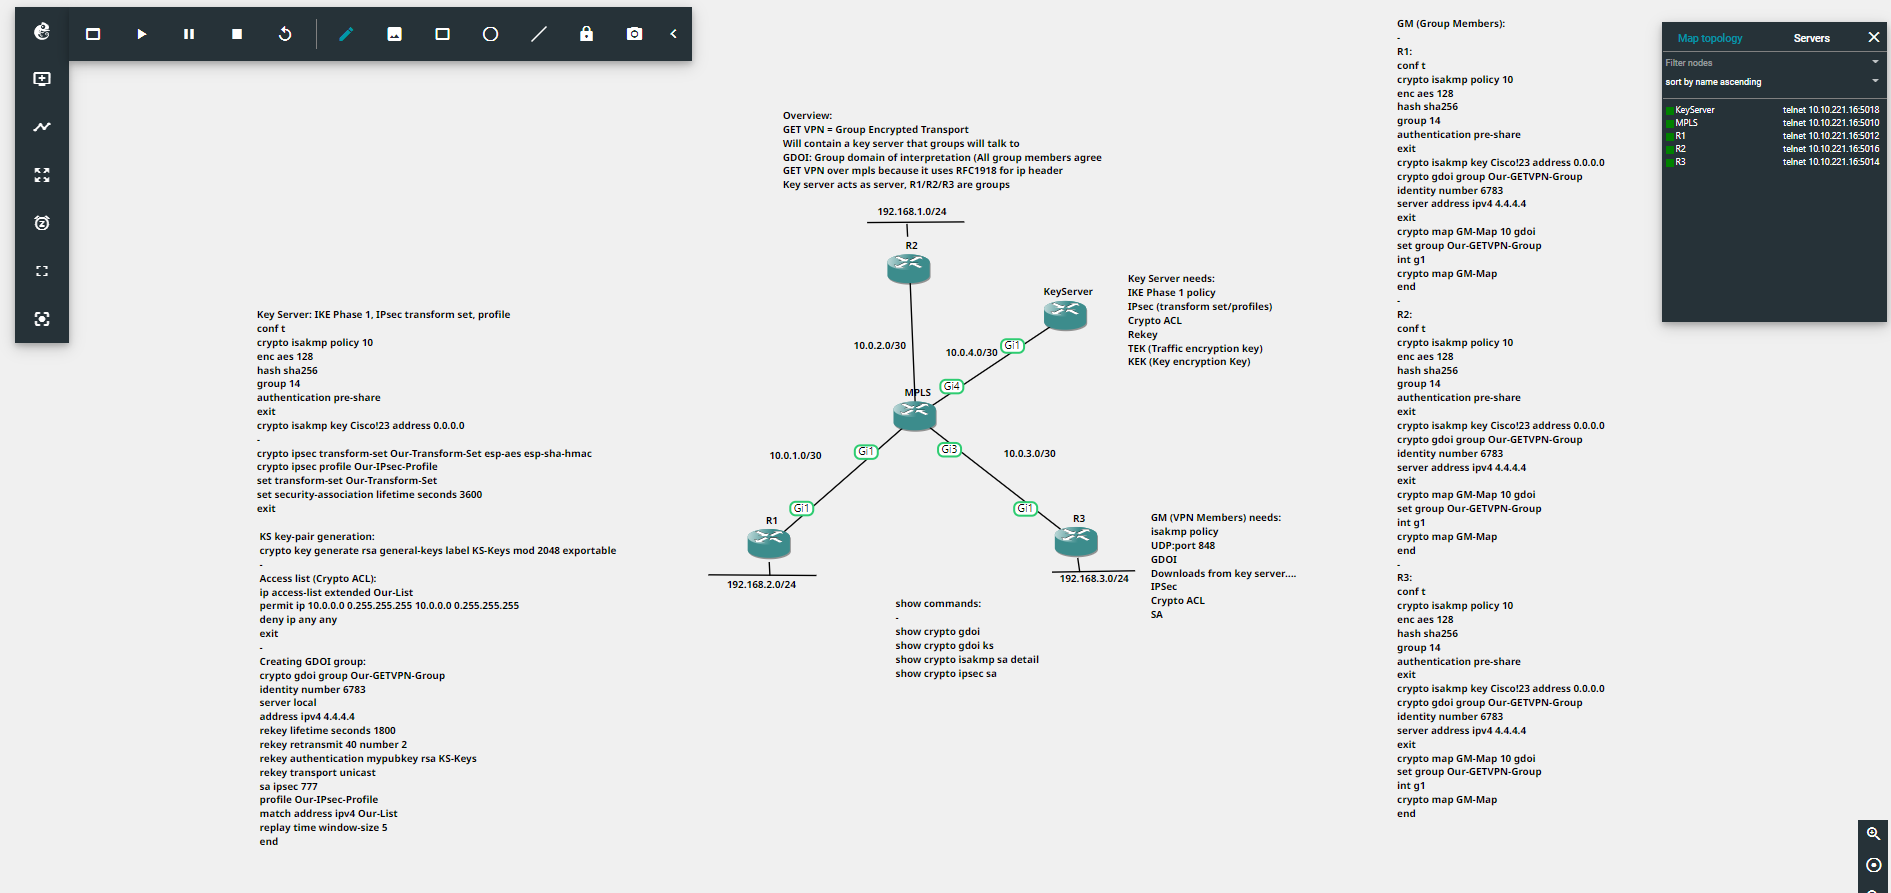 Overview:
GET VPN = Group Encrypted Transport
Will contain a key server that groups will talk to
GDOI: Group domain of interpretation (All group members agree
GET VPN over mpls because it uses RFC1918 for ip header
Key server acts as server, R1/R2/R3 are groups
192.168.1.0/24
R2
KeyServer
10.0.2.0/30
10.0.4.0/30
Gi1
Gi4
MPLS
Gi1
Gi3
10.0.1.0/30
10.0.3.0/30
Gi1
Gi1
R1
R3
192.168.2.0/24
192.168.3.0/24
Key Server needs:
IKE Phase 1 policy
IPsec (transform set/profiles)
Crypto ACL
Rekey
TEK (Traffic encryption key)
KEK (Key encryption Key)
GM (VPN Members) needs:
isakmp policy
UDP:port 848
GDOI
Downloads from key server....
IPSec
Crypto ACL
SA
show commands:
-
show crypto gdoi
show crypto gdoi ks
show crypto isakmp sa detail
show crypto ipsec sa
Key Server: IKE Phase 1, IPsec transform set, profile
conf t
crypto isakmp policy 10
enc aes 128
hash sha256
group 14
authentication pre-share
exit
crypto isakmp key Cisco!23 address 0.0.0.0
-
crypto ipsec transform-set Our-Transform-Set esp-aes esp-sha-hmac
crypto ipsec profile Our-IPsec-Profile
set transform-set Our-Transform-Set
set security-association lifetime seconds 3600
exit
KS key-pair generation:
crypto key generate rsa general-keys label KS-Keys mod 2048 exportable
-
Access list (Crypto ACL):
ip access-list extended Our-List
permit ip 10.0.0.0 0.255.255.255 10.0.0.0 0.255.255.255
deny ip any any
exit
-
Creating GDOI group:
crypto gdoi group Our-GETVPN-Group
identity number 6783
server local
address ipv4 4.4.4.4
rekey lifetime seconds 1800
rekey retransmit 40 number 2
rekey authentication mypubkey rsa KS-Keys
rekey transport unicast
sa ipsec 777
profile Our-IPsec-Profile
match address ipv4 Our-List
replay time window-size 5
end
GM (Group Members):
-
R1:
conf t
crypto isakmp policy 10
enc aes 128
hash sha256
group 14
authentication pre-share
exit
crypto isakmp key Cisco!23 address 0.0.0.0
crypto gdoi group Our-GETVPN-Group
identity number 6783
server address ipv4 4.4.4.4
exit
crypto map GM-Map 10 gdoi
set group Our-GETVPN-Group
int g1
crypto map GM-Map
end
-
R2:
conf t
crypto isakmp policy 10
enc aes 128
hash sha256
group 14
authentication pre-share
exit
crypto isakmp key Cisco!23 address 0.0.0.0
crypto gdoi group Our-GETVPN-Group
identity number 6783
server address ipv4 4.4.4.4
exit
crypto map GM-Map 10 gdoi
set group Our-GETVPN-Group
int g1
crypto map GM-Map
end
-
R3:
conf t
crypto isakmp policy 10
enc aes 128
hash sha256
group 14
authentication pre-share
exit
crypto isakmp key Cisco!23 address 0.0.0.0
crypto gdoi group Our-GETVPN-Group
identity number 6783
server address ipv4 4.4.4.4
exit
crypto map GM-Map 10 gdoi
set group Our-GETVPN-Group
int g1
crypto map GM-Map
end
Map topology Servers
Filter nodes
sort by name ascending
KeyServer telnet 10.10.221.16:5018
MPLS telnet 10.10.221.16:5010
R1 telnet 10.10.221.16:5012
R2 telnet 10.10.221.16:5016
R3 telnet 10.10.221.16:5014